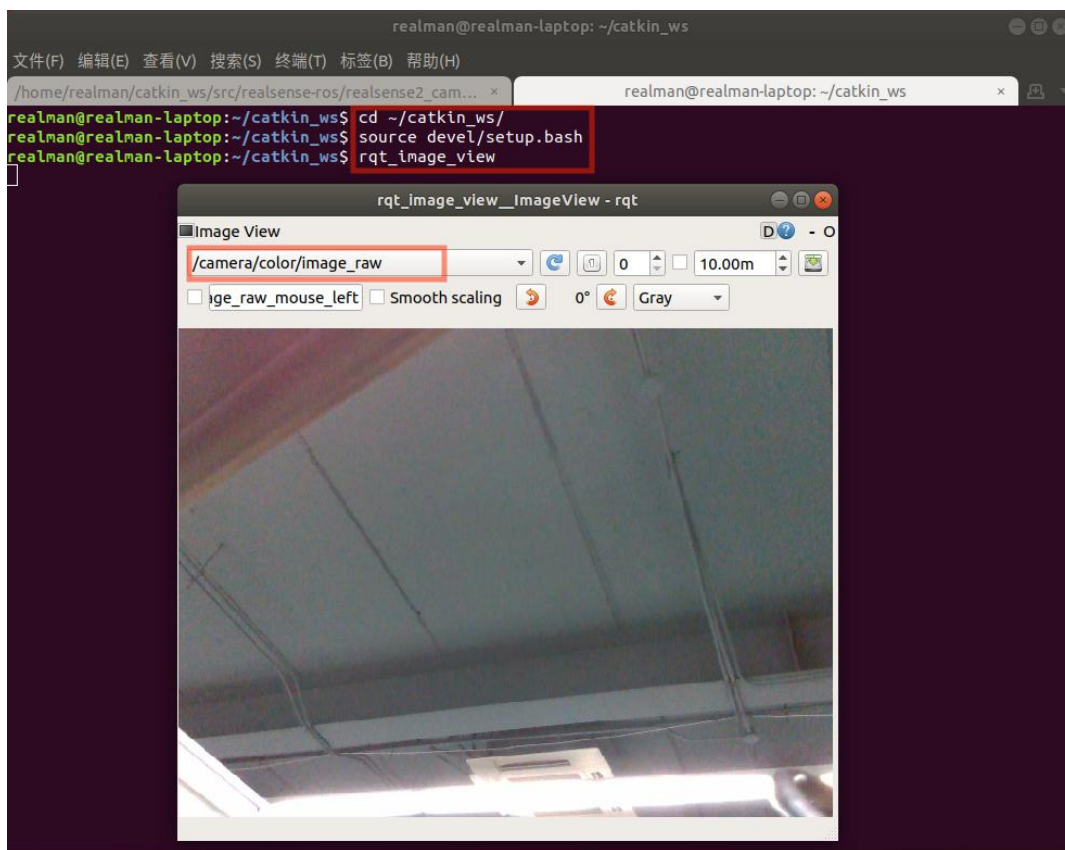 realman@realman-laptop: ~/catkin_ws
文件(F) 编辑(E) 查看(V) 搜索(S) 终端(T) 标签(B) 帮助(H)
/home/realman/catkin_ws/src/realsense-ros/realsense2_cam... × realman@realman-laptop: ~/catkin_ws ×
realman@realman-laptop:~/catkin_ws$ cd ~/catkin_ws/
realman@realman-laptop:~/catkin_ws$ source devel/setup.bash
realman@realman-laptop:~/catkin_ws$ rqt_image_view
rqt_image_view__ImageView - rqt
Image View D ? - O
/camera/color/image_raw 0 10.00m
age_raw_mouse_left Smooth scaling 0° Gray